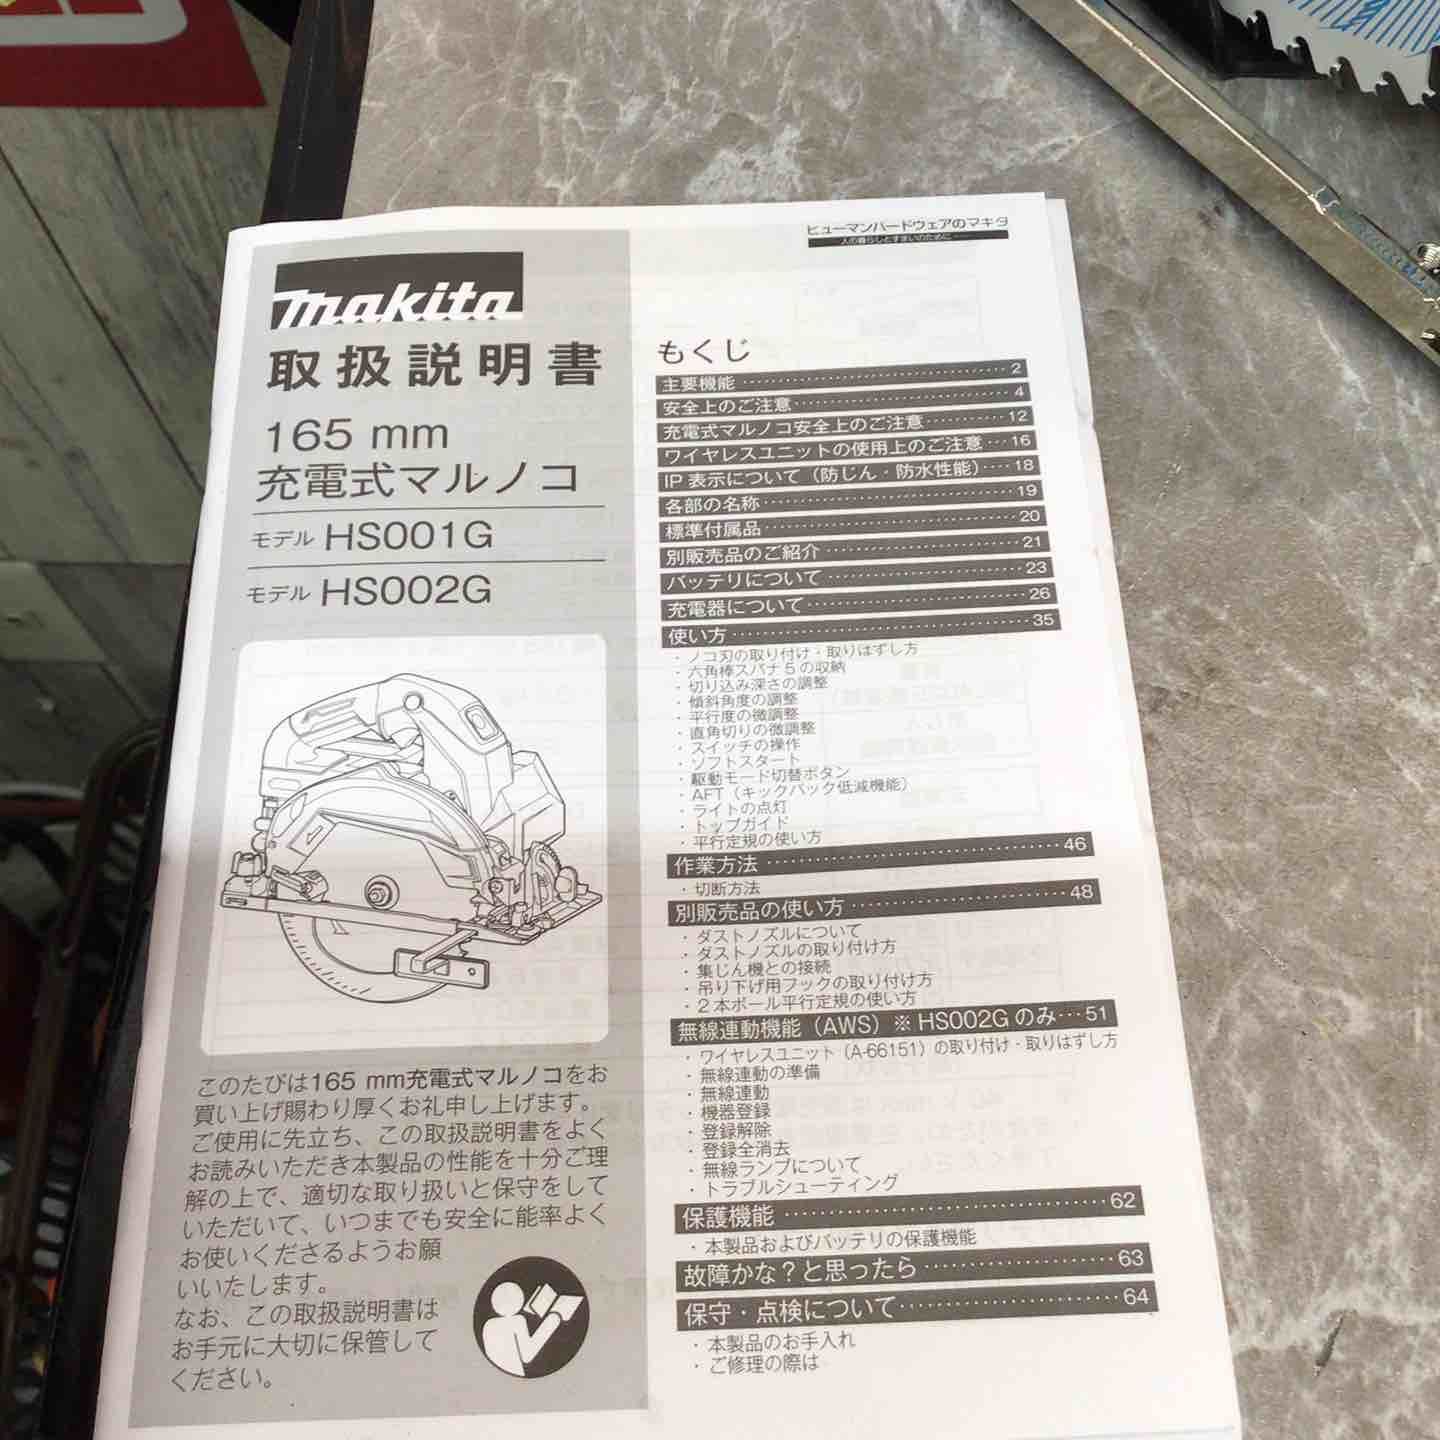 makita
取扱説明書
165 mm
充電式マルノコ
モデル HS001G
モデル HS002G
このたびは165 mm充電式マルノコをお
買い上げ賜わり厚くお礼申し上げます。
ご使用に先立ち、この取扱説明書をよく
お読みいただき本製品の性能を十分ご理
解の上で、適切な取り扱いと保守をして
いただいて、いつまでも安全に能率よく
お使いくださるようお願
いいたします。
なお、この取扱説明書は
お手元に大切に保管して
ください。
ヒューマンハードウェアのマキタ
人の暮らしとすまいのために
もくじ
主要機能 2
安全上のご注意 4
充電式マルノコ安全上のご注意 12
ワイヤレスユニットの使用上のご注意 16
IP 表示について（防じん・防水性能） 18
各部の名称 19
標準付属品 20
別販売品のご紹介 21
バッテリについて 23
充電器について 26
使い方 35
・ノコ刃の取り付け・取りはずし方
・六角棒スパナ 5 の収納
・切り込み深さの調整
・傾斜角度の調整
・平行度の微調整
・直角切りの微調整
・スイッチの操作
・ソフトスタート
・駆動モード切替ボタン
・AFT（キックバック低減機能）
・ライトの点灯
・トップガイド
・平行定規の使い方
作業方法 46
・切断方法
別販売品の使い方 48
・ダストノズルについて
・ダストノズルの取り付け方
・集じん機との接続
・吊り下げ用フックの取り付け方
・2 本ポール平行定規の使い方
無線連動機能（AWS）※ HS002G のみ 51
・ワイヤレスユニット（A-66151）の取り付け・取りはずし方
・無線連動の準備
・無線連動
・機器登録
・登録解除
・登録全消去
・無線ランプについて
・トラブルシューティング
保護機能 62
・本製品およびバッテリの保護機能
故障かな？と思ったら 63
保守・点検について 64
・本製品のお手入れ
・ご修理の際は